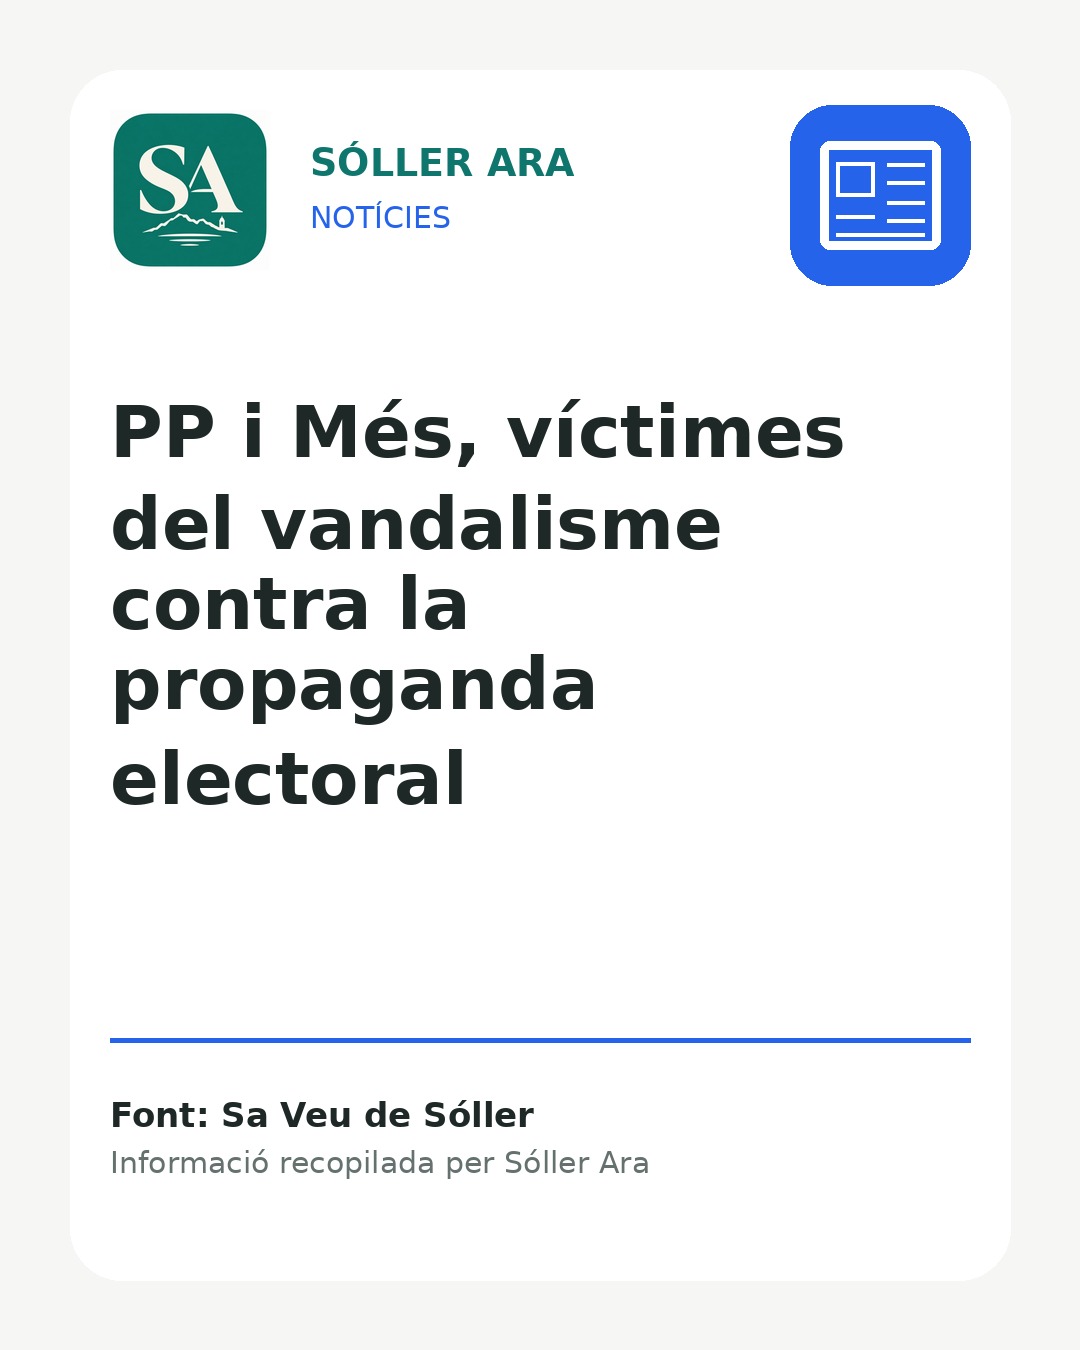 SA
SÓLLER ARA
NOTÍCIES
PP i Més, víctimes
del vandalisme
contra la
propaganda
electoral
Font: Sa Veu de Sóller
Informació recopilada per Sóller Ara